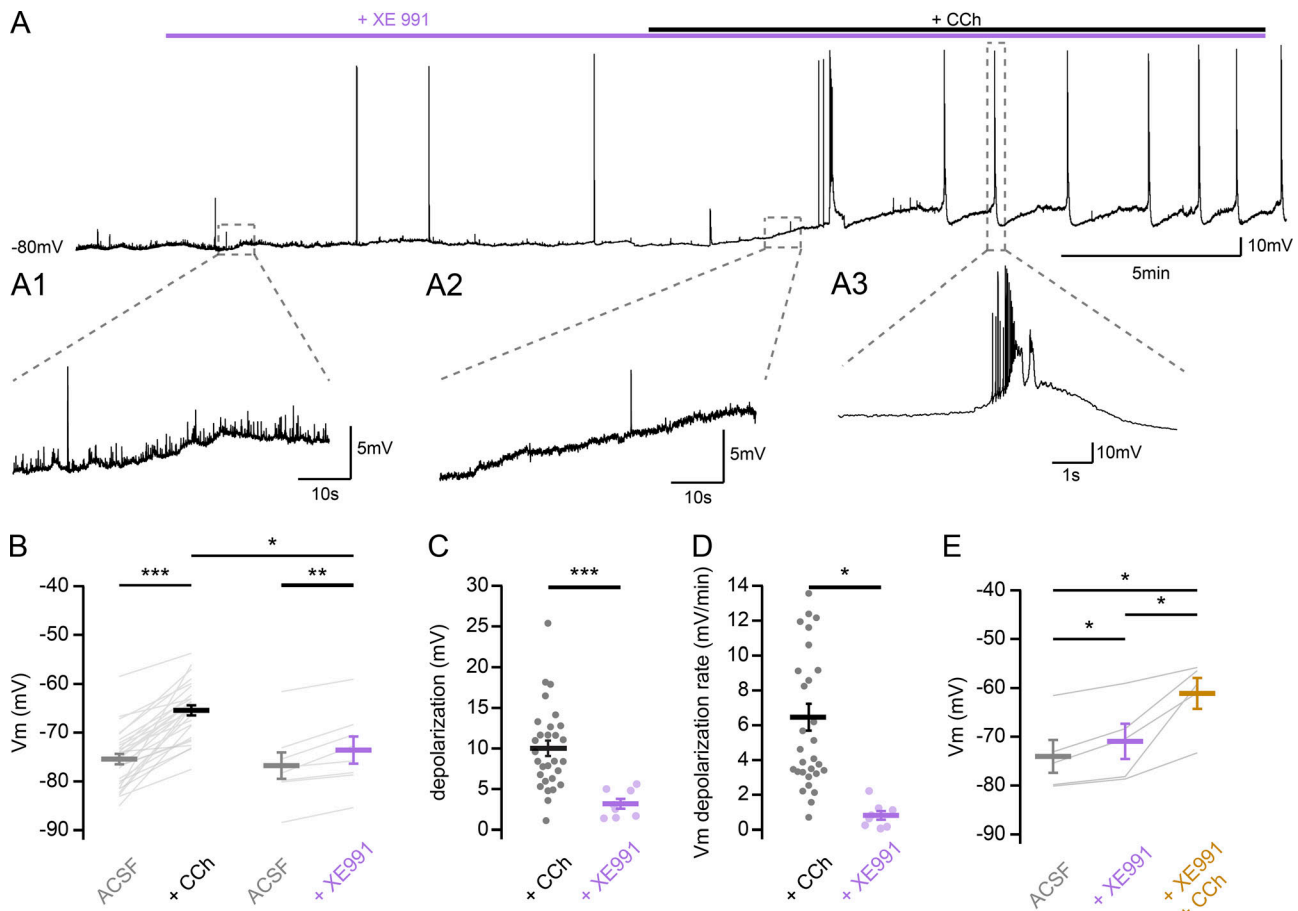 A
+ XE 991
+ CCh
-80mV
10mV
5min
A1
A2
A3
5mV
10s
5mV
10s
10mV
1s
B
C
D
E
*
***
**
***
*
*
*
*
Vm (mV)
-40
-50
-60
-70
-80
-90
ACSF
+ CCh
ACSF
+ XE991
depolarization (mV)
30
25
20
15
10
5
0
+ CCh
+ XE991
Vm depolarization rate (mV/min)
14
12
10
8
6
4
2
0
+ CCh
+ XE991
Vm (mV)
-40
-50
-60
-70
-80
-90
ACSF
+ XE991
+ XE991
+ CCh